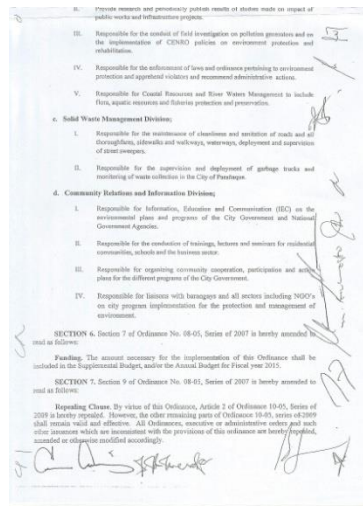 II. Provide research and periodically publish results of studies made on impact of
public works and infrastructure projects.
III. Responsible for the conduct of field investigation on pollution generators and on
the implementation of CENRO policies on environment protection and
rehabilitation.
IV. Responsible for the enforcement of laws and ordinance pertaining to environment
protection and apprehend violators and recommend administrative actions.
V. Responsible for Coastal Resources and River Waters Management to include
flora, aquatic resources and fisheries protection and preservation.
c. Solid Waste Management Division;
I. Responsible for the maintenance of cleanliness and sanitation of roads and all
thoroughfares, sidewalks and walkways, waterways, deployment and supervision
of street sweepers.
II. Responsible for the supervision and deployment of garbage trucks and
monitoring of waste collection in the City of Parañaque.
d. Community Relations and Information Division;
I. Responsible for Information, Education and Communication (IEC) on the
environmental plans and programs of the City Government and National
Government Agencies.
II. Responsible for the conduction of trainings, lectures and seminars for residential
communities, schools and the business sector.
III. Responsible for organizing community cooperation, participation and action
plans for the different programs of the City Government.
IV. Responsible for liaisons with barangays and all sectors including NGO's
on city program implementation for the protection and management of
environment.
SECTION 6. Section 7 of Ordinance No. 08-05, Series of 2007 is hereby amended to
read as follows:
Funding. The amount necessary for the implementation of this Ordinance shall be
included in the Supplemental Budget, and/or the Annual Budget for Fiscal year 2015.
SECTION 7. Section 9 of Ordinance No. 08-05, Series of 2007 is hereby amended to
read as follows:
Repealing Clause. By virtue of this Ordinance, Article 2 of Ordinance 10-05, Series of
2009 is hereby repealed. However, the other remaining parts of Ordinance 10-05, series of 2009
shall remain valid and effective. All Ordinances, executive or administrative orders and such
other issuances which are inconsistent with the provisions of this ordinance are hereby repealed,
amended or otherwise modified accordingly.